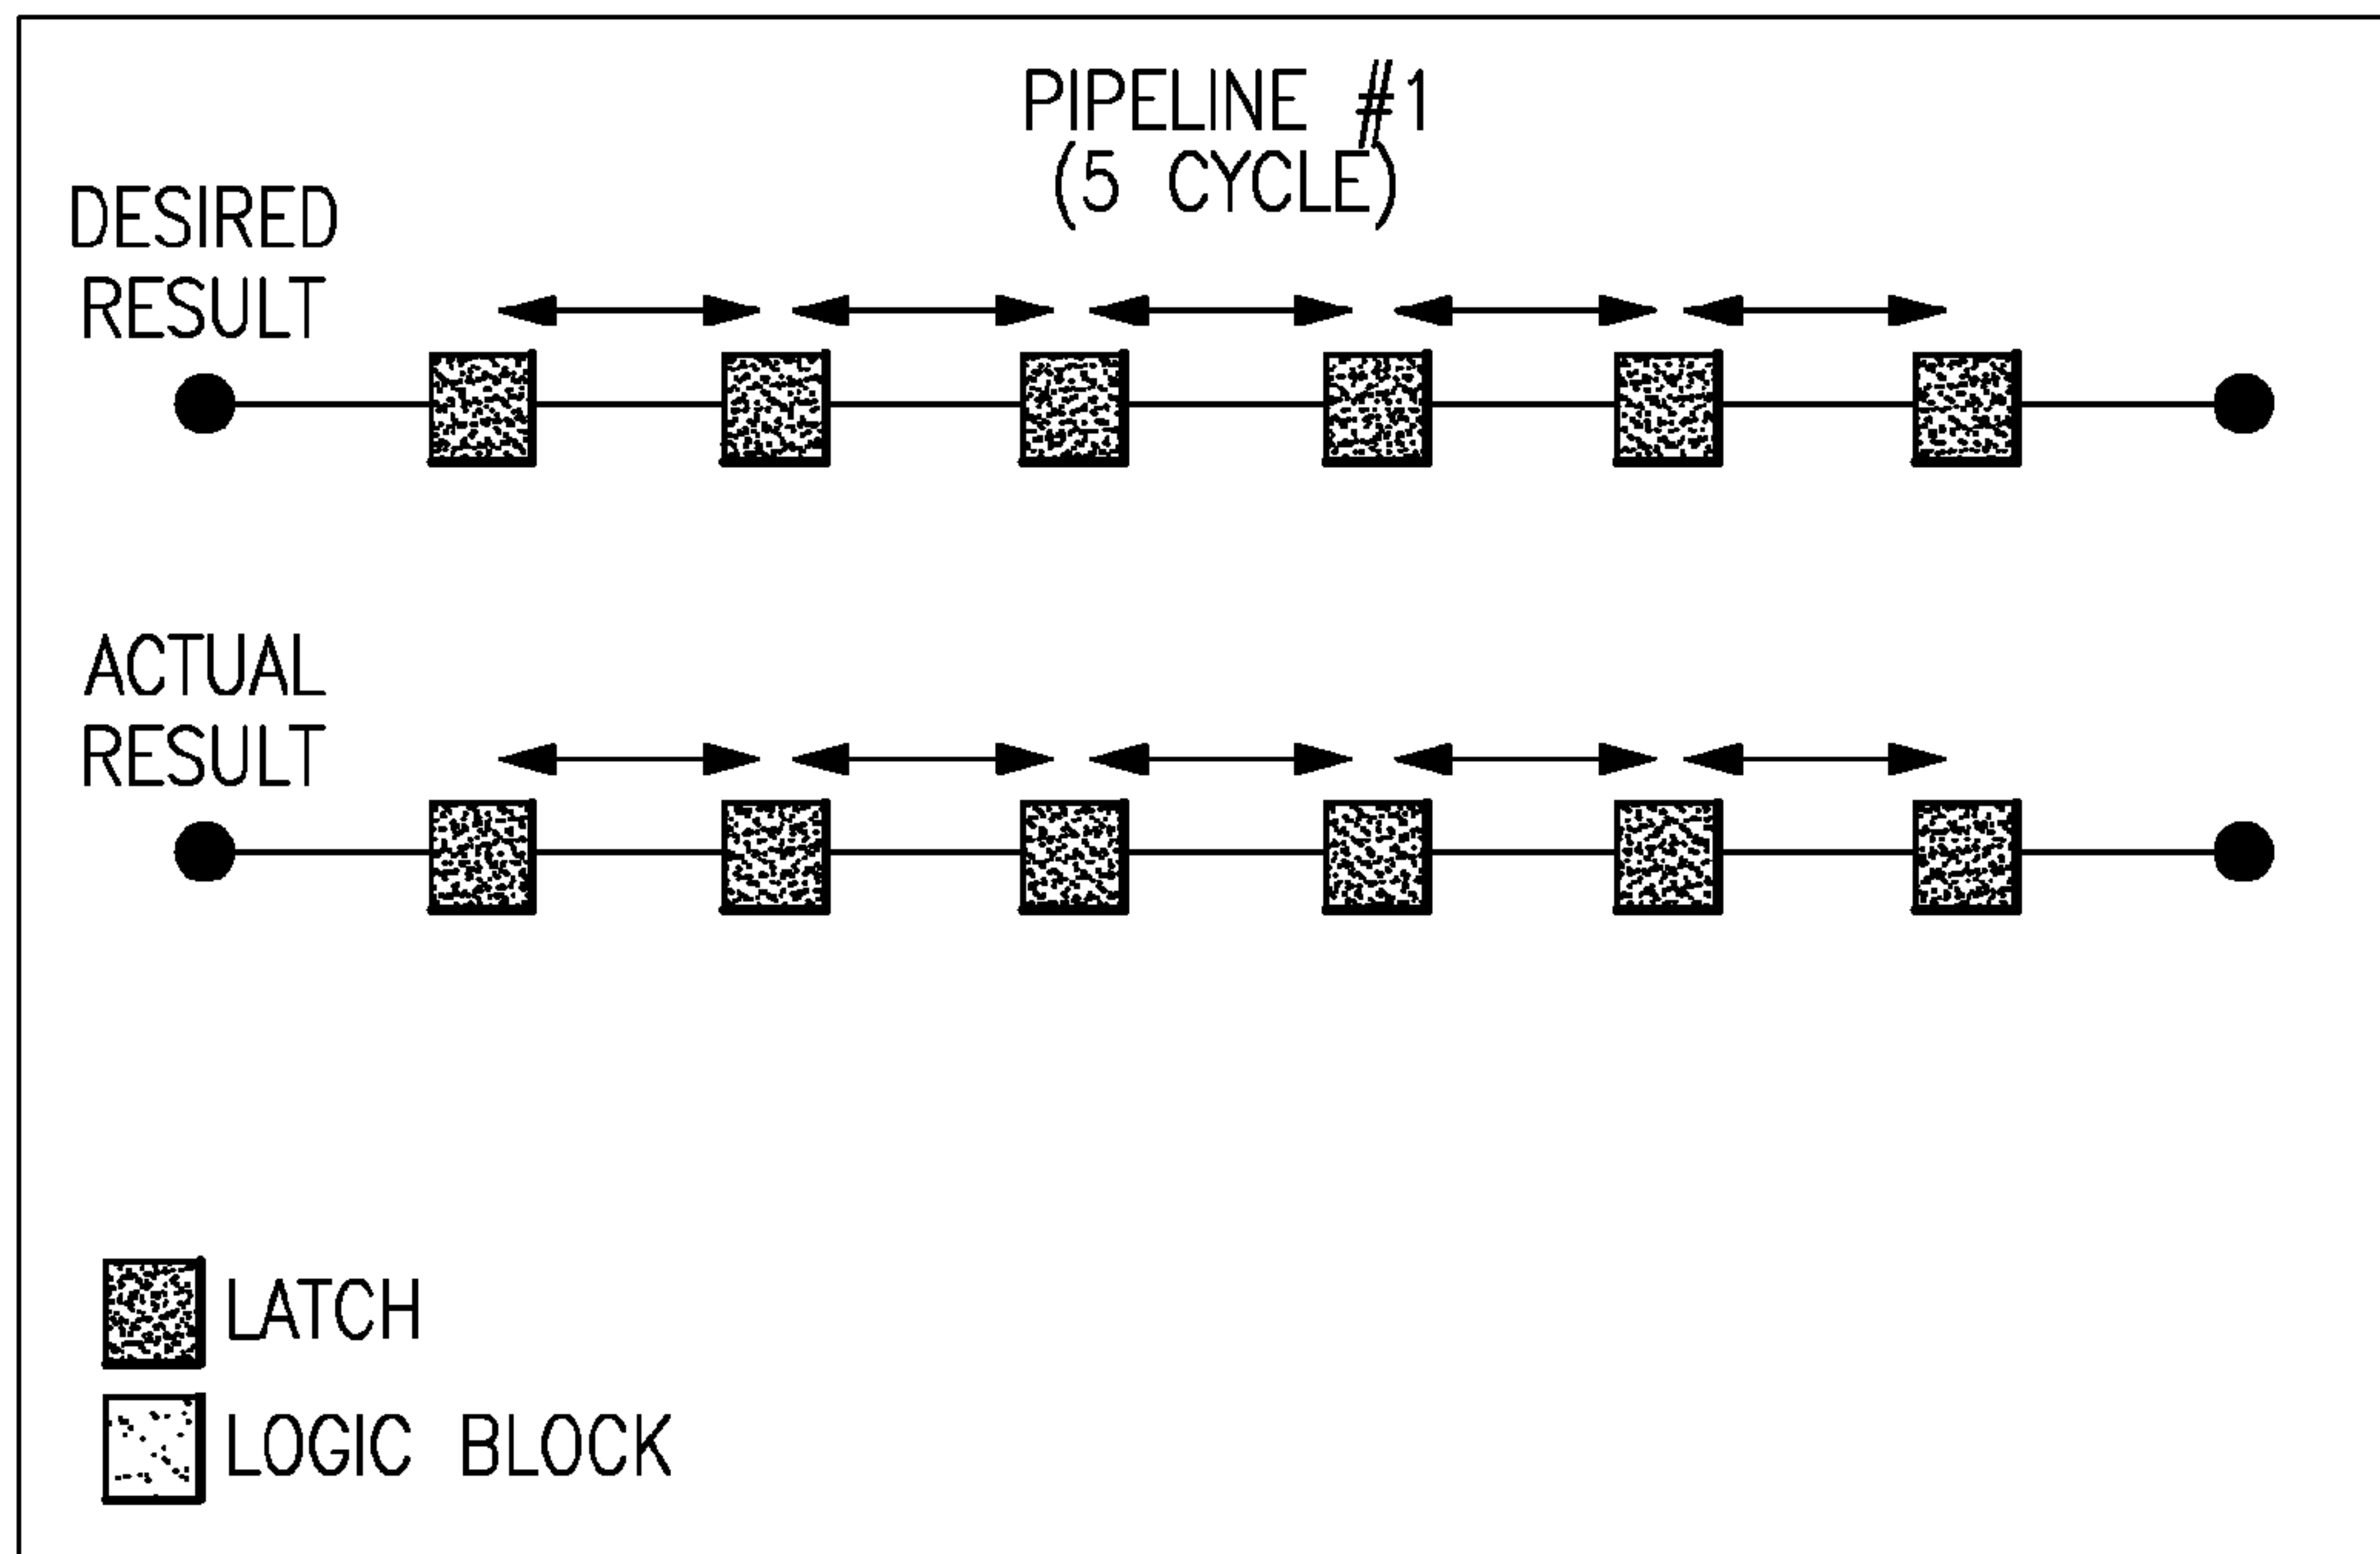 PIPELINE #1
(5 CYCLE)
DESIRED
RESULT
ACTUAL
RESULT
LATCH
LOGIC BLOCK